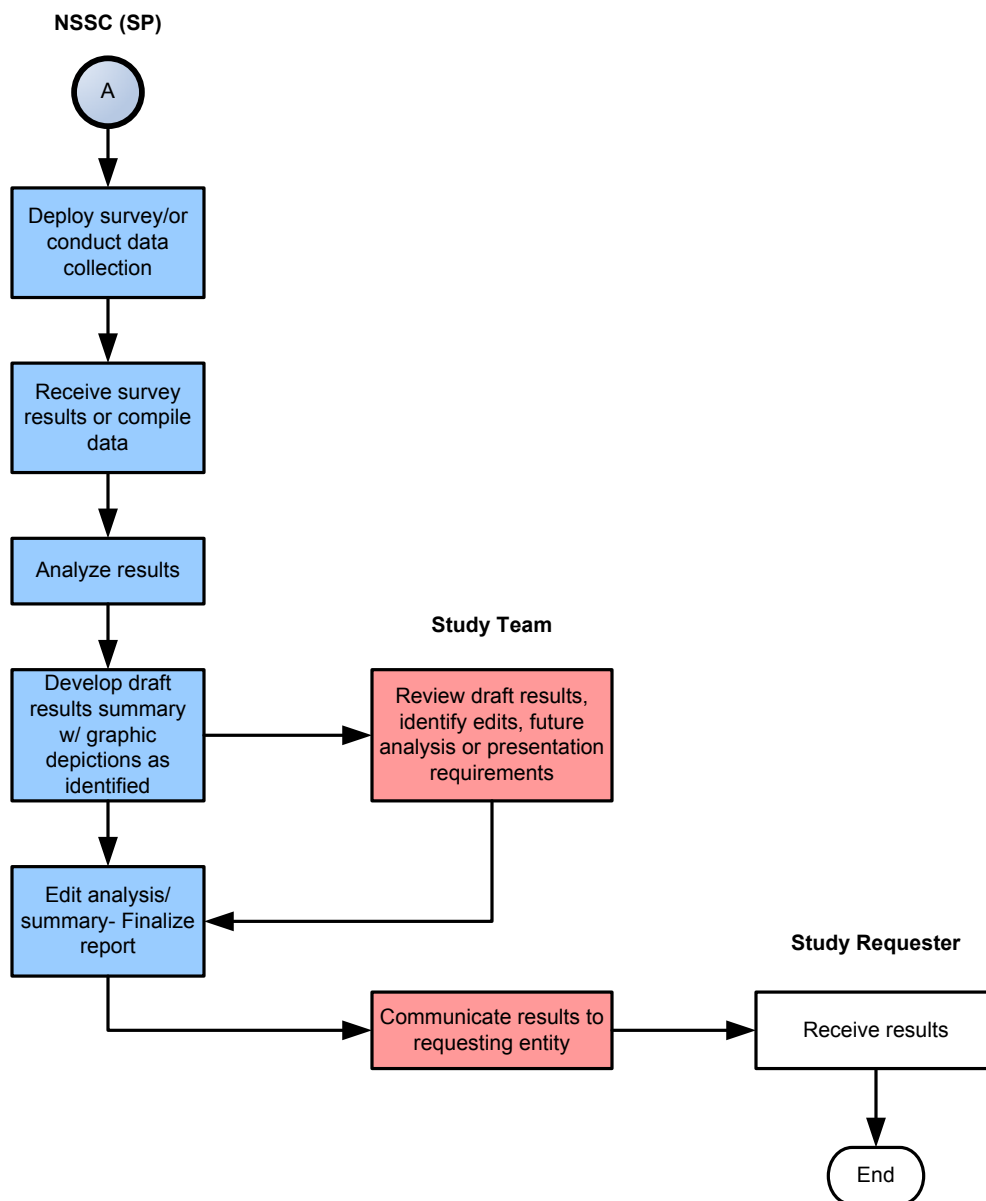 NSSC (SP)
A
Deploy survey/or
conduct data
collection
Receive survey
results or compile
data
Analyze results
Study Team
Develop draft
results summary
w/ graphic
depictions as
identified
Review draft results,
identify edits, future
analysis or presentation
requirements
Edit analysis/
summary- Finalize
report
Study Requester
Communicate results to
requesting entity
Receive results
End